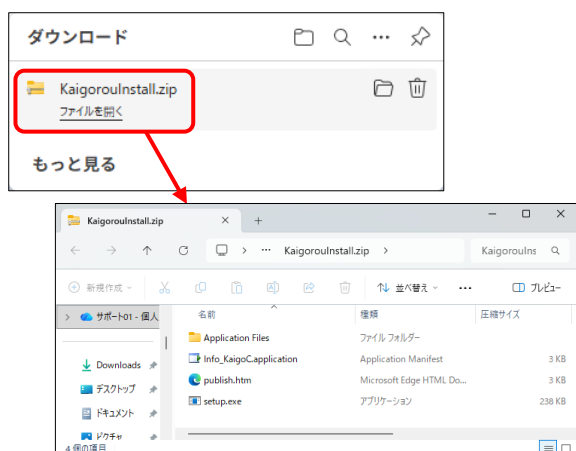 ダウンロード
KaigorouInstall.zip
ファイルを開く
もっと見る
KaigorouInstall.zip
KaigorouInstall.zip
KaigorouIns
新規作成
並べ替え
プレビュー
サポート01 - 個人
名前 種類 圧縮サイズ
Application Files ファイル フォルダー
Downloads
Info_KaigoC.application Application Manifest 3 KB
デスクトップ
publish.htm Microsoft Edge HTML Do... 3 KB
ドキュメント
setup.exe アプリケーション 238 KB
ピクチャ
4 個の項目